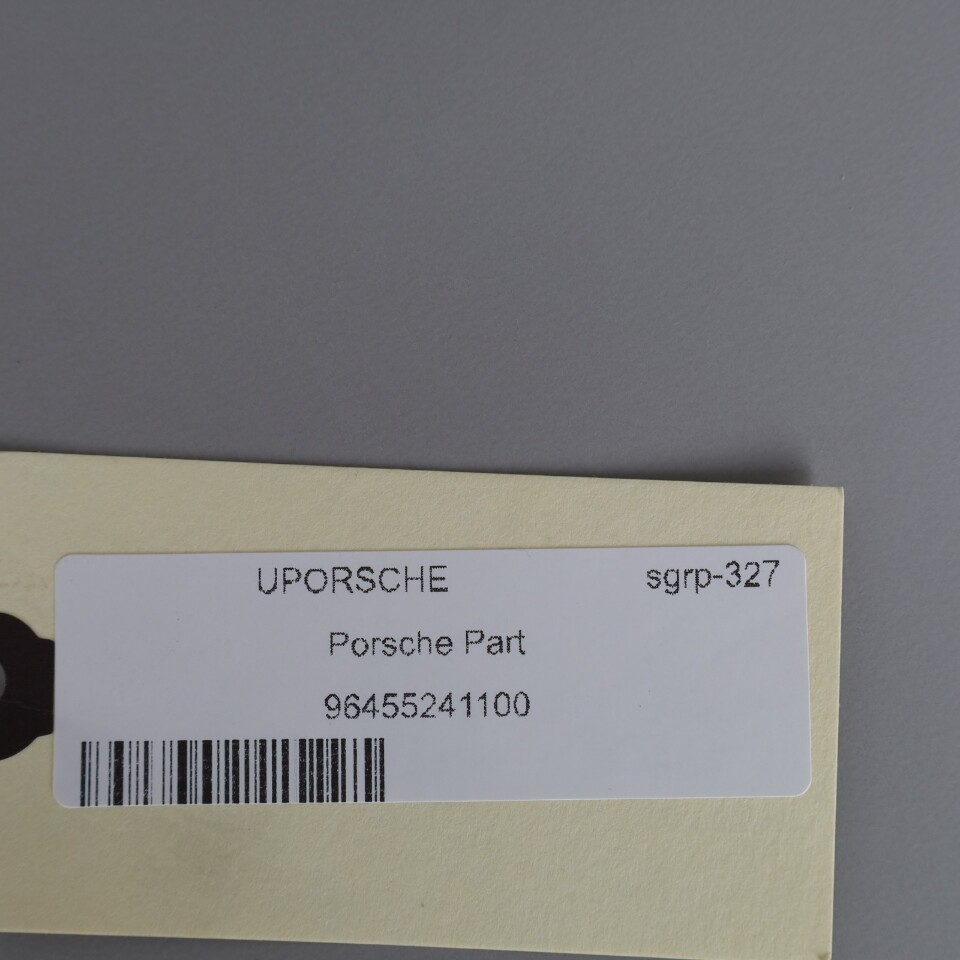 UPORSCHE sgrp-327
Porsche Part
96455241100